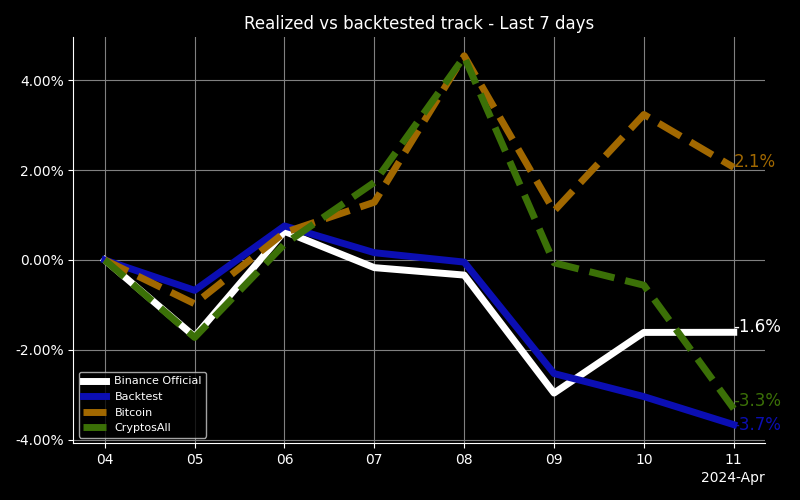 Realized vs backtested track - Last 7 days
4.00%
2.00%
0.00%
-2.00%
-4.00%
2.1%
-1.6%
-3.3%
-3.7%
Binance Official
Backtest
Bitcoin
CryptosAll
04 05 06 07 08 09 10 11
2024-Apr